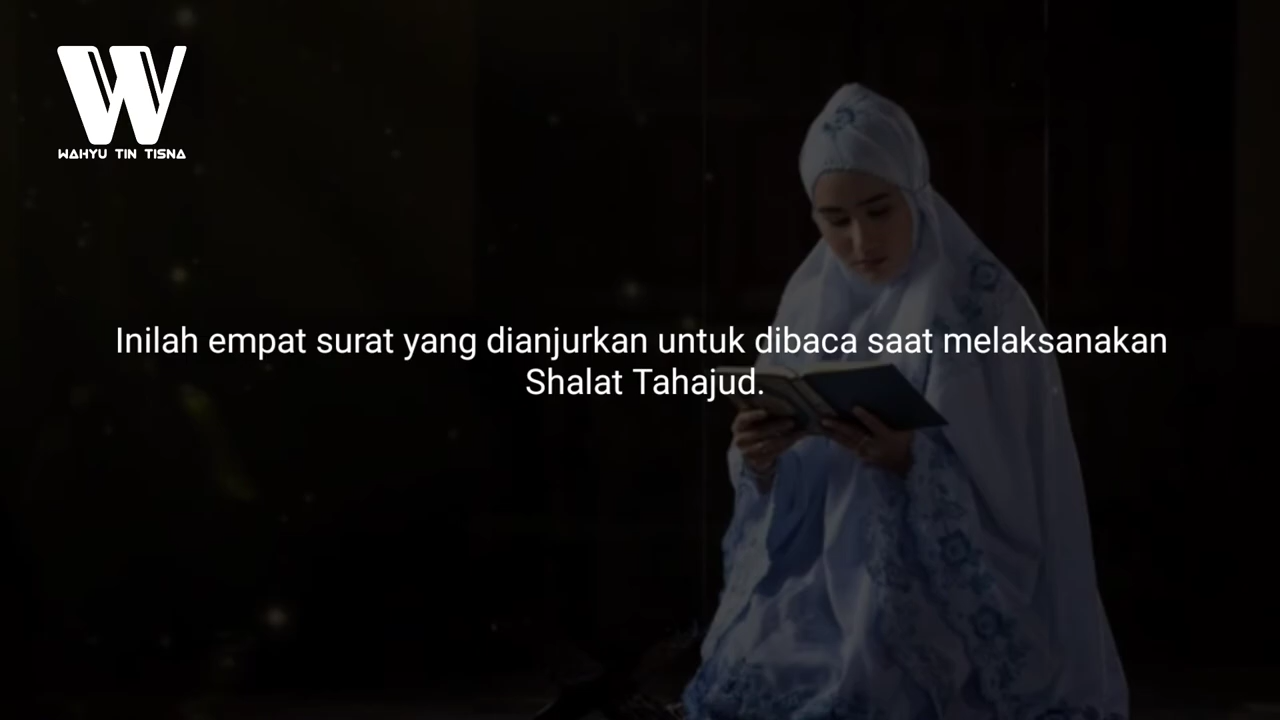 W
WAHYU TIN TISNA
Inilah empat surat yang dianjurkan untuk dibaca saat melaksanakan
Shalat Tahajud.